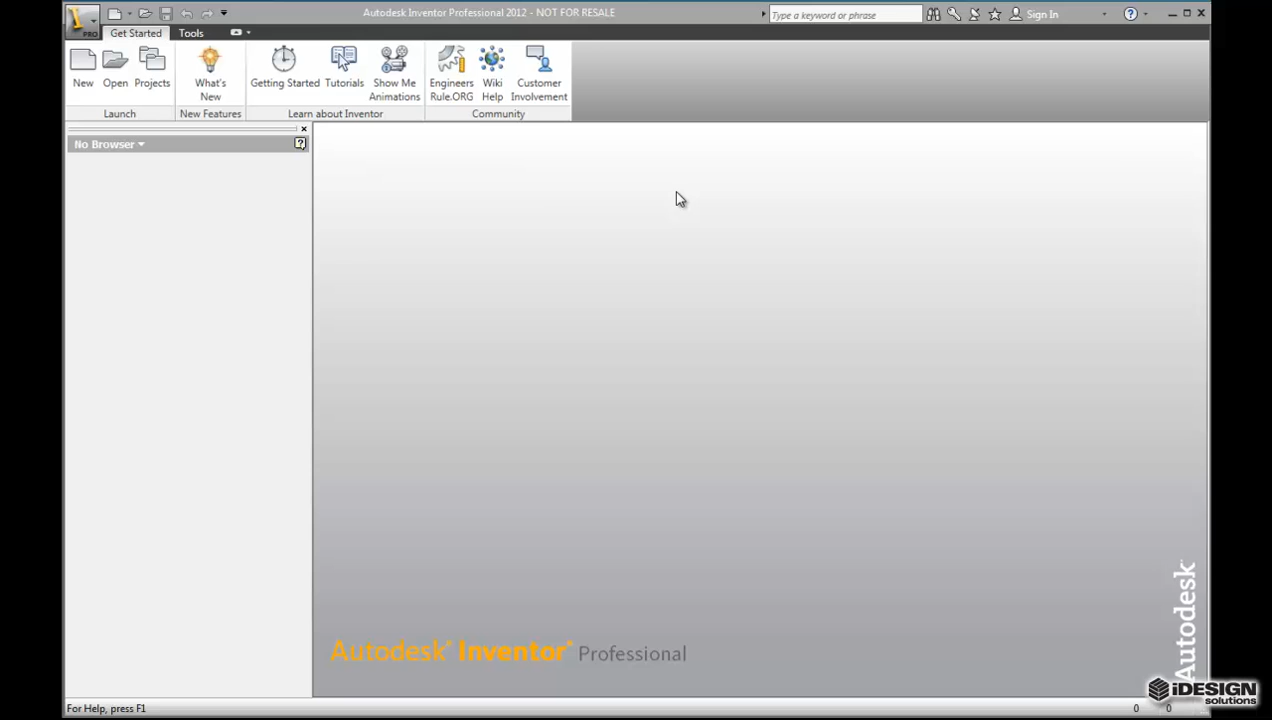 Autodesk Inventor Professional 2012 - NOT FOR RESALE
Type a keyword or phrase
Sign In
PRO
Get Started Tools
New Open Projects What's New Getting Started Tutorials Show Me Animations Engineers Rule.ORG Wiki Help Customer Involvement
Launch New Features Learn about Inventor Community
No Browser
Autodesk® Inventor® Professional
Autodesk
iDESIGN
solutions
For Help, press F1
0 0